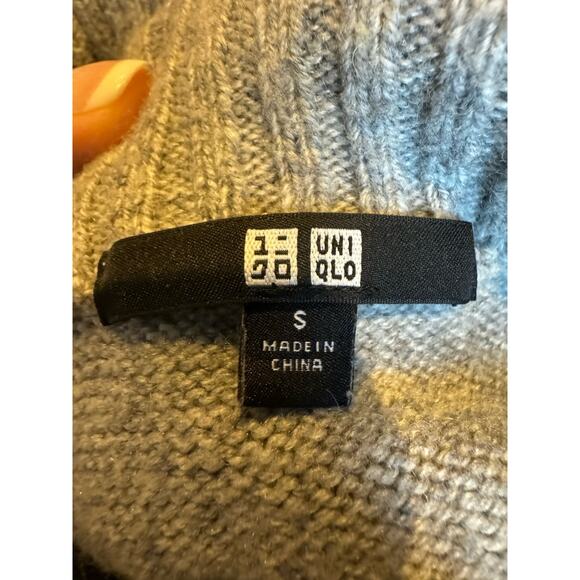 ユニ UNI
クロ QLO
S
MADE IN
CHINA